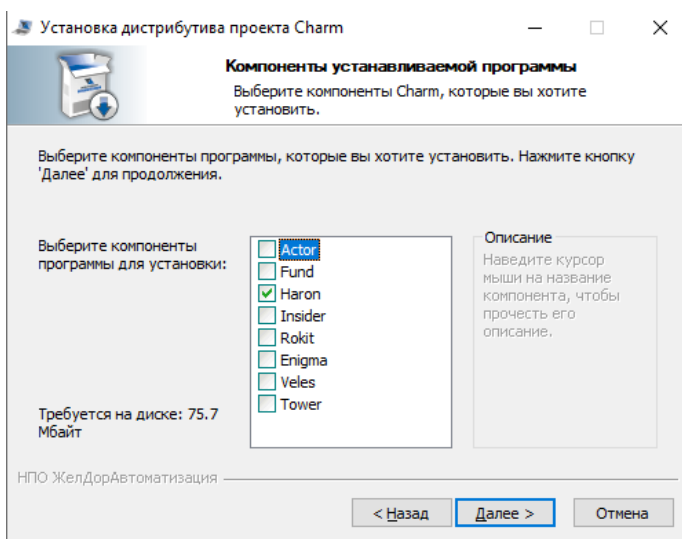 Установка дистрибутива проекта Charm
Компоненты устанавливаемой программы
Выберите компоненты Charm, которые вы хотите
установить.
Выберите компоненты программы, которые вы хотите установить. Нажмите кнопку
'Далее' для продолжения.
Выберите компоненты
программы для установки:
Actor
Fund
Haron
Insider
Rokit
Enigma
Veles
Tower
Описание
Наведите курсор
мыши на название
компонента, чтобы
прочесть его
описание.
Требуется на диске: 75.7
Мбайт
НПО ЖелДорАвтоматизация
< Назад
Далее >
Отмена